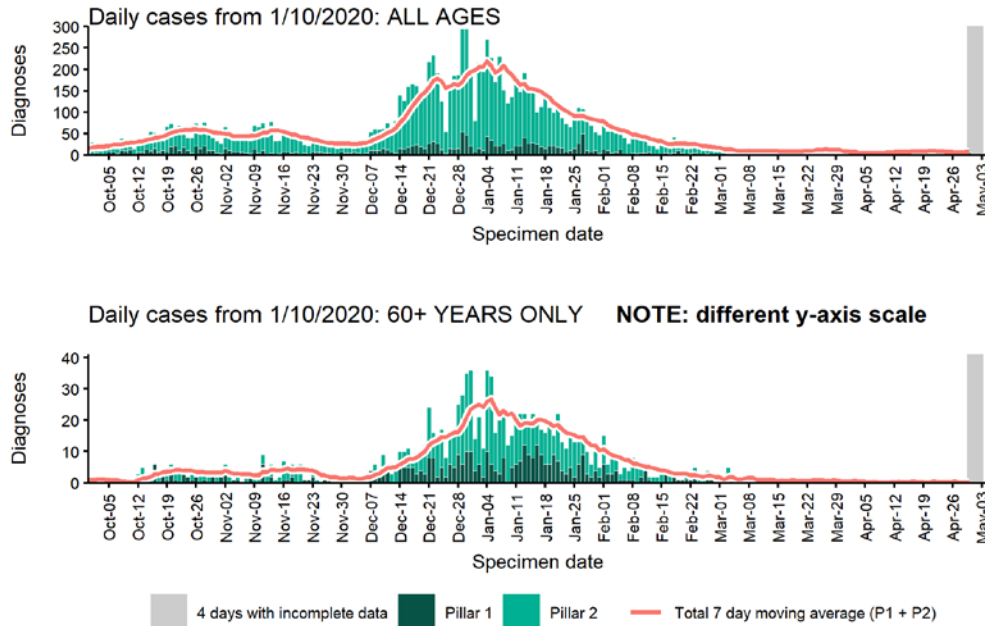 Daily cases from 1/10/2020: ALL AGES
Diagnoses
300
250
200
150
100
50
0
Oct-05
Oct-12
Oct-19
Oct-26
Nov-02
Nov-09
Nov-16
Nov-23
Nov-30
Dec-07
Dec-14
Dec-21
Dec-28
Jan-04
Jan-11
Jan-18
Jan-25
Feb-01
Feb-08
Feb-15
Feb-22
Mar-01
Mar-08
Mar-15
Mar-22
Mar-29
Apr-05
Apr-12
Apr-19
Apr-26
May-03
Specimen date
Daily cases from 1/10/2020: 60+ YEARS ONLY NOTE: different y-axis scale
Diagnoses
40
30
20
10
0
Oct-05
Oct-12
Oct-19
Oct-26
Nov-02
Nov-09
Nov-16
Nov-23
Nov-30
Dec-07
Dec-14
Dec-21
Dec-28
Jan-04
Jan-11
Jan-18
Jan-25
Feb-01
Feb-08
Feb-15
Feb-22
Mar-01
Mar-08
Mar-15
Mar-22
Mar-29
Apr-05
Apr-12
Apr-19
Apr-26
May-03
Specimen date
4 days with incomplete data
Pillar 1
Pillar 2
Total 7 day moving average (P1 + P2)